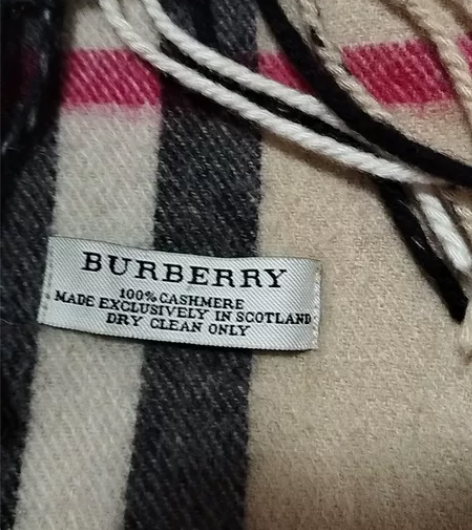 BURBERRY
100% CASHMERE
MADE EXCLUSIVELY IN SCOTLAND
DRY CLEAN ONLY